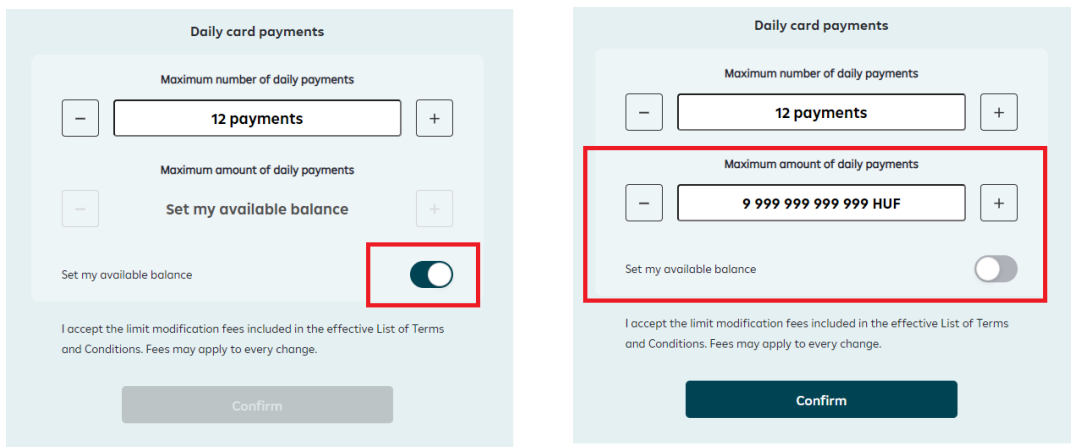 Daily card payments
Maximum number of daily payments
−
12 payments
+
Maximum amount of daily payments
−
Set my available balance
+
Set my available balance
I accept the limit modification fees included in the effective List of Terms
and Conditions. Fees may apply to every change.
Confirm
Daily card payments
Maximum number of daily payments
−
12 payments
+
Maximum amount of daily payments
−
9 999 999 999 999 HUF
+
Set my available balance
I accept the limit modification fees included in the effective List of Terms
and Conditions. Fees may apply to every change.
Confirm